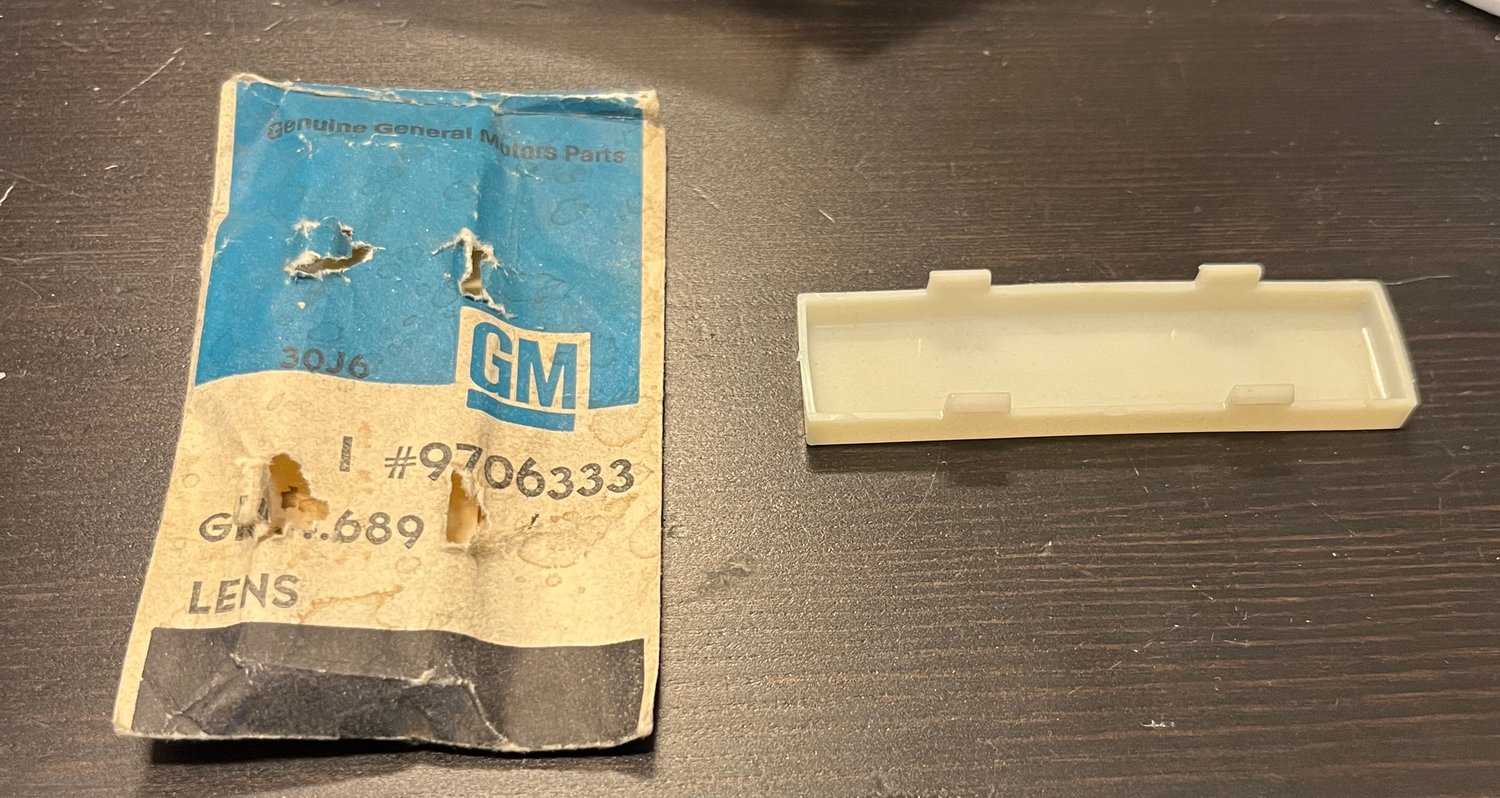 Genuine General Motors Parts
30J6
GM
1 #9706333
.689
LENS